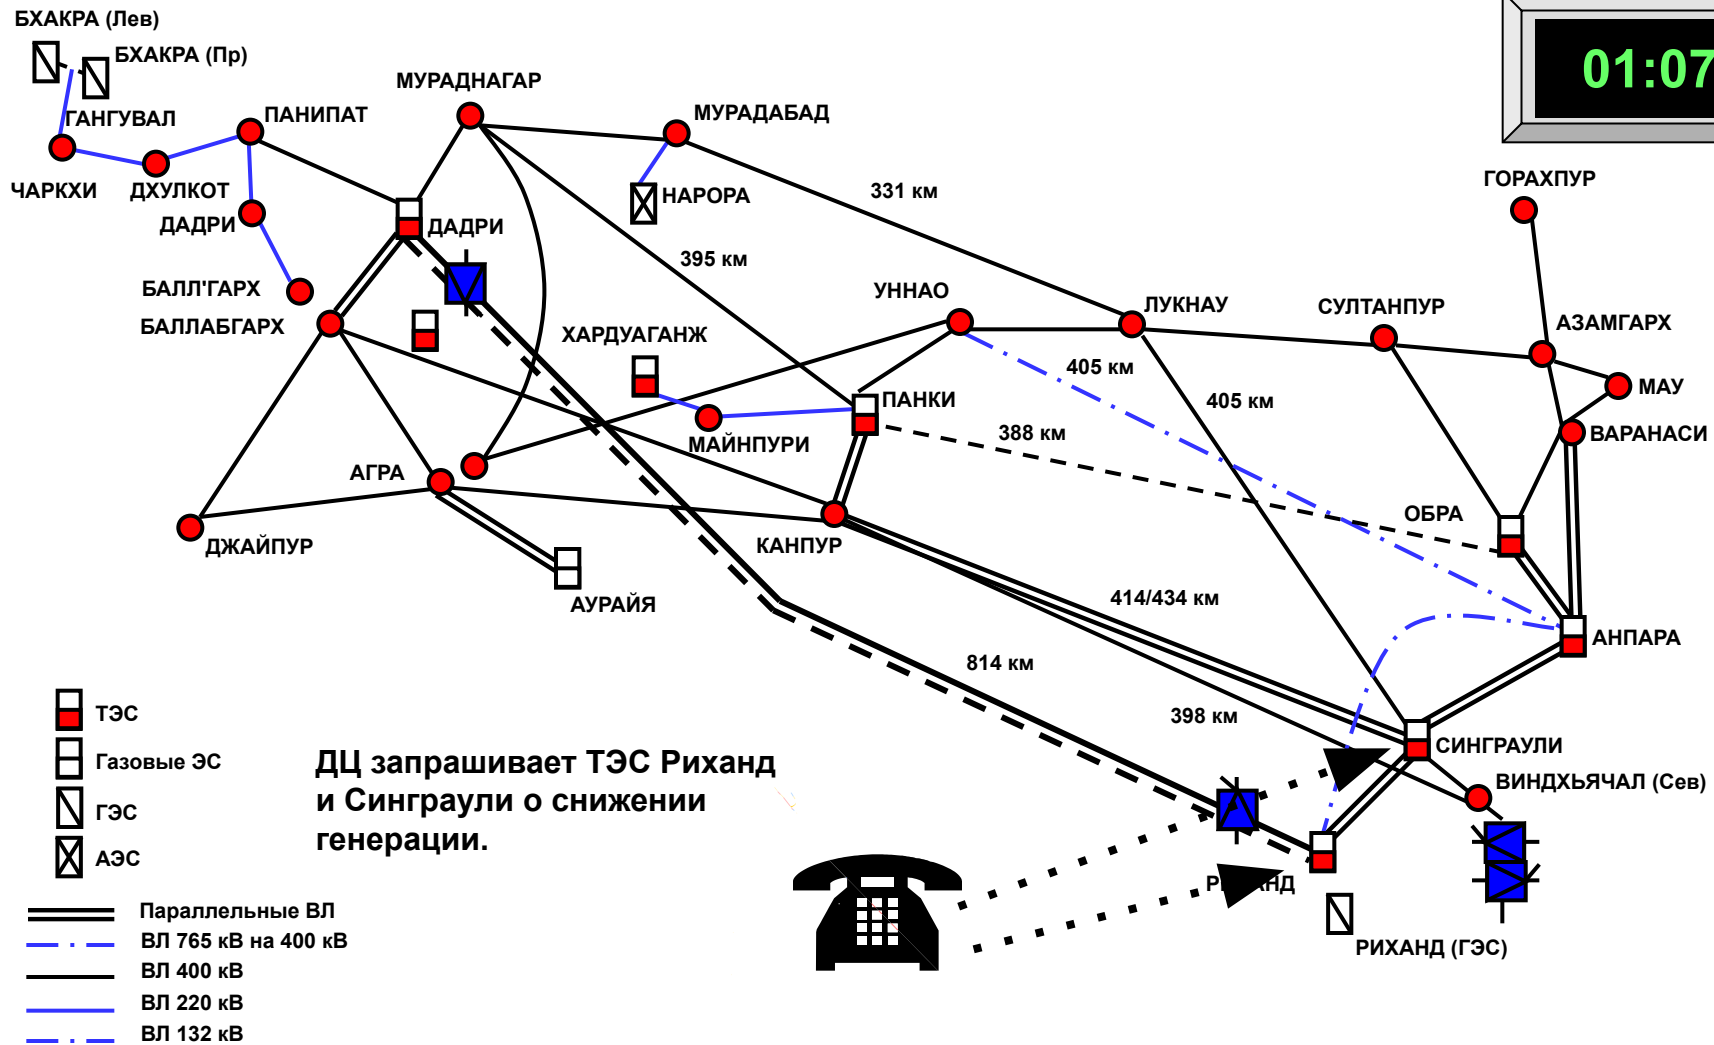 БХАКРА (Лев)
БХАКРА (Пр)
01:07
МУРАДНАГАР
ГАНГУВАЛ
ПАНИПАТ
МУРАДАБАД
ЧАРКХИ
ДХУЛКОТ
331 км
НАРОРА
ГОРАХПУР
ДАДРИ
ДАДРИ
395 км
БАЛЛ'ГАРХ
УННАО
ЛУКНАУ
СУЛТАНПУР
БАЛЛАБГАРХ
ХАРДУАГАНЖ
АЗАМГАРХ
405 км
МАУ
ПАНКИ
405 км
388 км
ВАРАНАСИ
МАЙНПУРИ
АГРА
ОБРА
ДЖАЙПУР
КАНПУР
АУРАЙЯ
414/434 км
АНПАРА
814 км
398 км
СИНГРАУЛИ
ВИНДХЬЯЧАЛ (Сев)
РИХАНД
РИХАНД (ГЭС)
ТЭС
Газовые ЭС
ГЭС
АЭС
ДЦ запрашивает ТЭС Риханд
и Синграули о снижении
генерации.
Параллельные ВЛ
ВЛ 765 кВ на 400 кВ
ВЛ 400 кВ
ВЛ 220 кВ
ВЛ 132 кВ